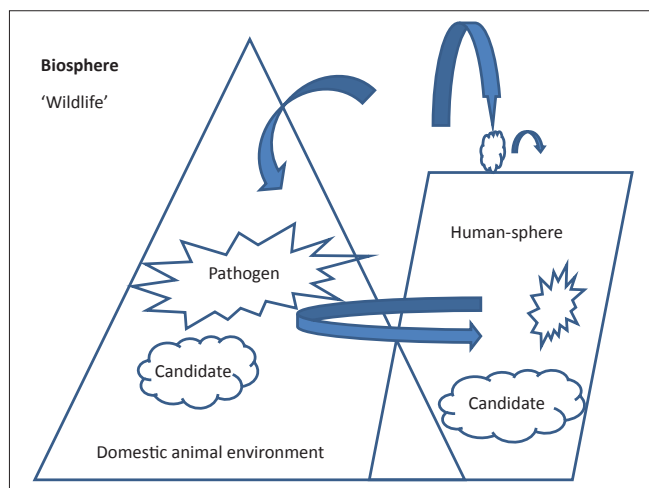 Biosphere
‘Wildlife’
Human-sphere
Pathogen
Candidate
Candidate
Domestic animal environment